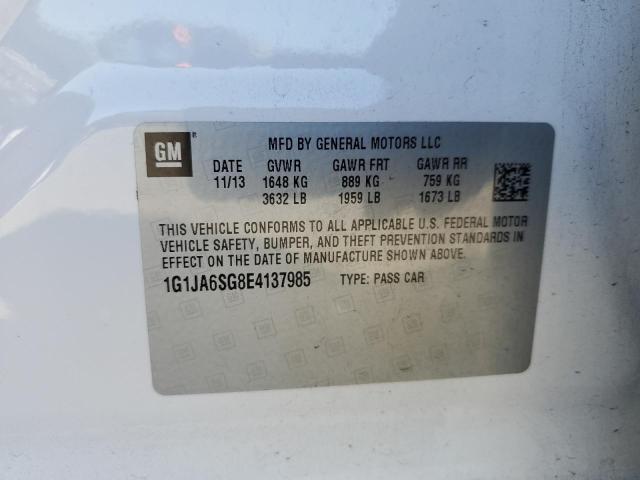 GM
MFD BY GENERAL MOTORS LLC
DATE GVWR GAWR FRT GAWR RR
11/13 1648 KG 889 KG 759 KG
3632 LB 1959 LB 1673 LB
THIS VEHICLE CONFORMS TO ALL APPLICABLE U.S. FEDERAL MOTOR
VEHICLE SAFETY, BUMPER, AND THEFT PREVENTION STANDARDS IN
EFFECT ON THE DATE OF MANUFACTURE SHOWN ABOVE.
1G1JA6SG8E4137985 TYPE: PASS CAR